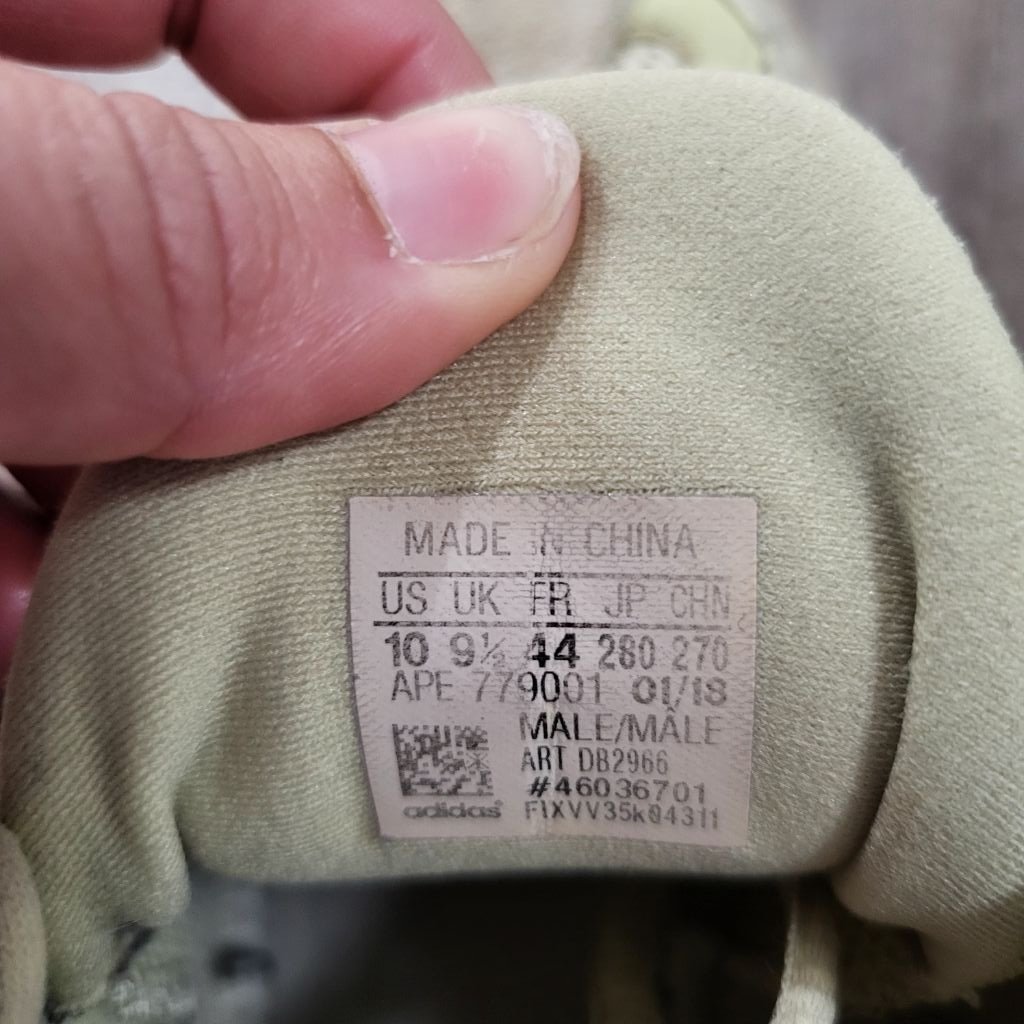 MADE IN CHINA
US UK FR JP CHN
10 9½ 44 280 270
APE 779001 01/18
MALE/MÂLE
ART DB2966
#46036701
adidas